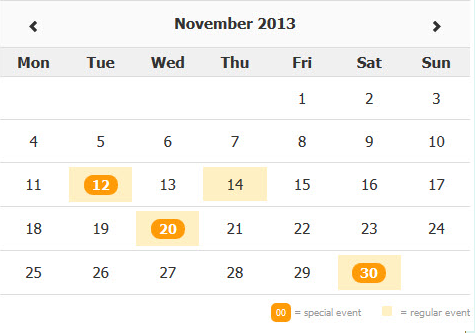 November 2013
Mon Tue Wed Thu Fri Sat Sun
1 2 3
4 5 6 7 8 9 10
11 12 13 14 15 16 17
18 19 20 21 22 23 24
25 26 27 28 29 30
00 = special event = regular event